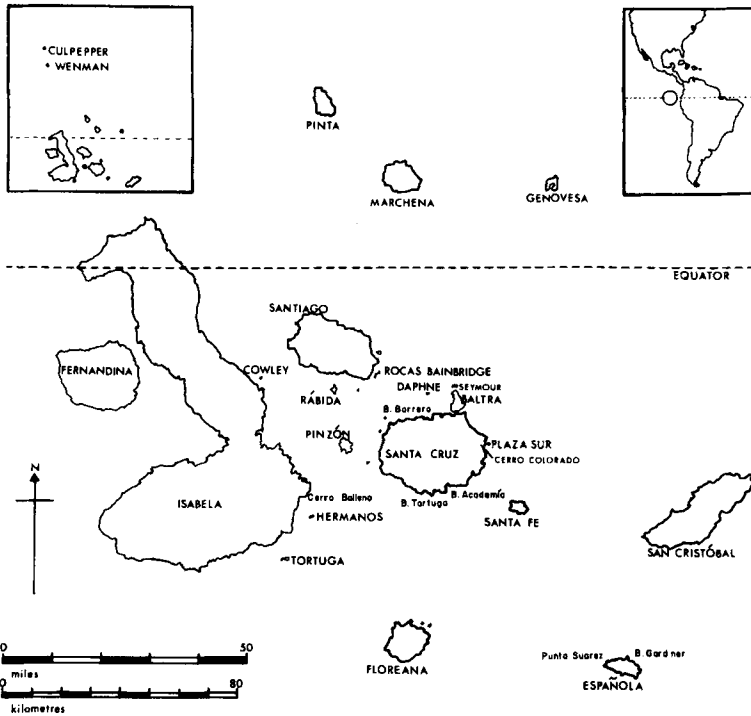 CULPEPPER
WENMAN
PINTA
MARCHENA
GENOVESA
EQUATOR
SANTIAGO
FERNANDINA
COWLEY
ROCAS BAINBRIDGE
DAPHNE
SEYMOUR
BALTRA
RÁBIDA
B. Borrero
PINZÓN
SANTA CRUZ
PLAZA SUR
CERRO COLORADO
N
ISABELA
Cerro Balleno
B. Tortuga
B. Academía
HERMANOS
SANTA FE
TORTUGA
SAN CRISTÓBAL
0 50
miles
0 80
kilometres
FLOREANA
Punta Suarez
B. Gardner
ESPAÑOLA